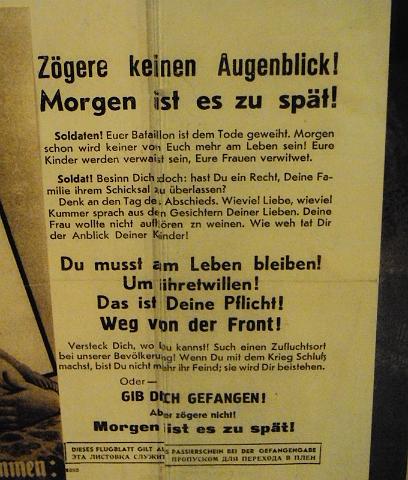 Zögere keinen Augenblick!
Morgen ist es zu spät!
Soldaten! Euer Bataillon ist dem Tode geweiht. Morgen
schon wird keiner von Euch mehr am Leben sein! Eure
Kinder werden verwaist sein, Eure Frauen verwitwet.
Soldat! Besinn Dich doch: hast Du ein Recht, Deine Fa-
milie ihrem Schicksal zu überlassen?
Denk an den Tag des Abschieds. Wieviel Liebe, wieviel
Kummer sprach aus den Gesichtern Deiner Lieben. Deine
Frau wollte nicht aufhören zn weinen. Wie weh tat Dir
der Anblick Deiner Kinder!
Du musst am Leben bleiben!
Um ihretwillen!
Das ist Deine Pflicht!
Weg von der Front!
Versteck Dich, wo Du kannst! Such einen Zufluchtsort
bei unserer Bevölkerung! Wenn Du mit dem Krieg Schluß
machst, bist Du nicht mehr ihr Feind; sie wird Dir beistehen.
Oder—
GIB DICH GEFANGEN!
Aber zögere nicht!
Morgen ist es zu spät!
DIESES FLUGBLATT GILT ALS PASSIERSCHEIN BEI DER GEFANGENGABE
ЭТА ЛИСТОВКА СЛУЖИТ ПРОПУСКОМ ДЛЯ ПЕРЕХОДА В ПЛЕН
mmen: